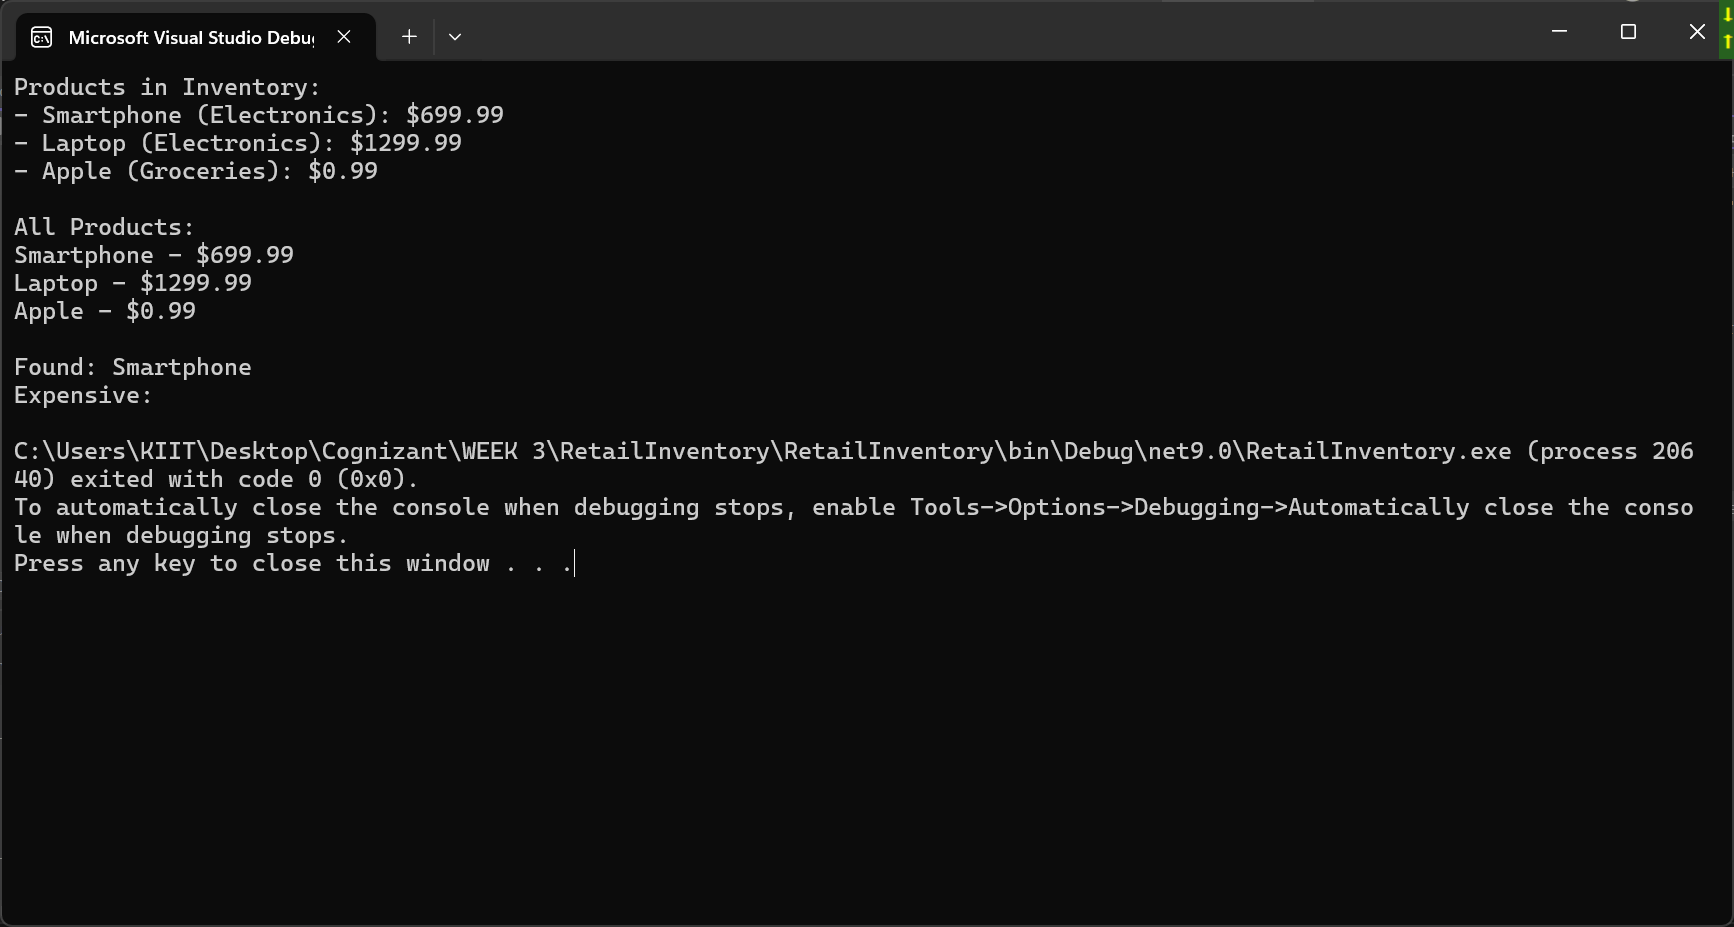 Microsoft Visual Studio Debu
Products in Inventory:
- Smartphone (Electronics): $699.99
- Laptop (Electronics): $1299.99
- Apple (Groceries): $0.99
All Products:
Smartphone - $699.99
Laptop - $1299.99
Apple - $0.99
Found: Smartphone
Expensive:
C:\Users\KIIT\Desktop\Cognizant\WEEK 3\RetailInventory\RetailInventory\bin\Debug\net9.0\RetailInventory.exe (process 206
40) exited with code 0 (0x0).
To automatically close the console when debugging stops, enable Tools->Options->Debugging->Automatically close the conso
le when debugging stops.
Press any key to close this window . . .